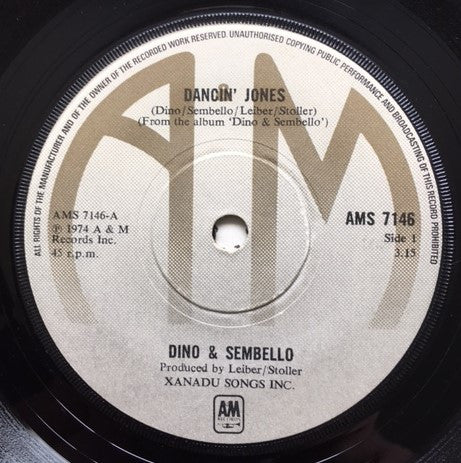 ALL RIGHTS OF THE MANUFACTURER AND OF THE OWNER OF THE RECORDED WORK RESERVED. UNAUTHORISED COPYING PUBLIC PERFORMANCE AND BROADCASTING OF THIS RECORD PROHIBITED
DANCIN' JONES
(Dino/Sembello/Leiber/Stoller)
(From the album 'Dino & Sembello')
AMS 7146-A
℗ 1974 A & M
Records Inc.
45 r.p.m.
AMS 7146
Side 1
3.15
DINO & SEMBELLO
Produced by Leiber/Stoller
XANADU SONGS INC.
A&M
RECORDS